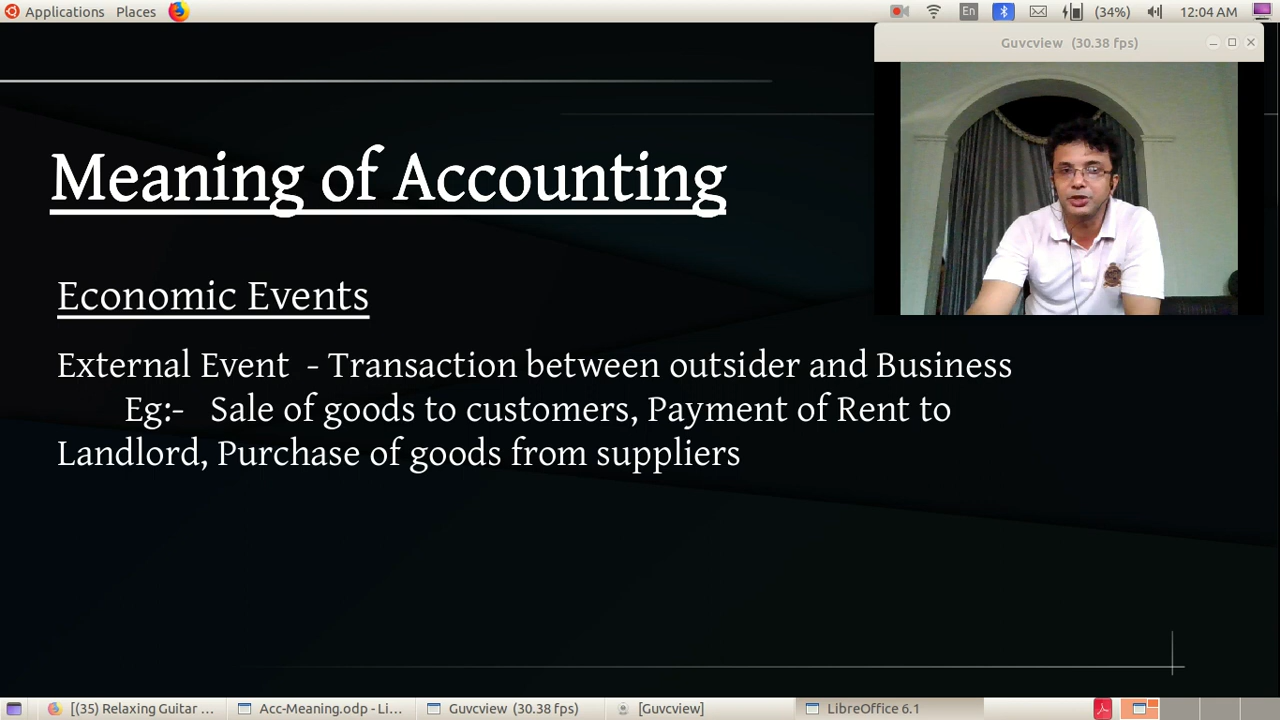 Applications Places En (34%) 12:04 AM
Guvcview (30.38 fps)
Meaning of Accounting
Economic Events
External Event - Transaction between outsider and Business
Eg:- Sale of goods to customers, Payment of Rent to
Landlord, Purchase of goods from suppliers
[(35) Relaxing Guitar ... Acc-Meaning.odp - Li... Guvcview (30.38 fps) [Guvcview] LibreOffice 6.1